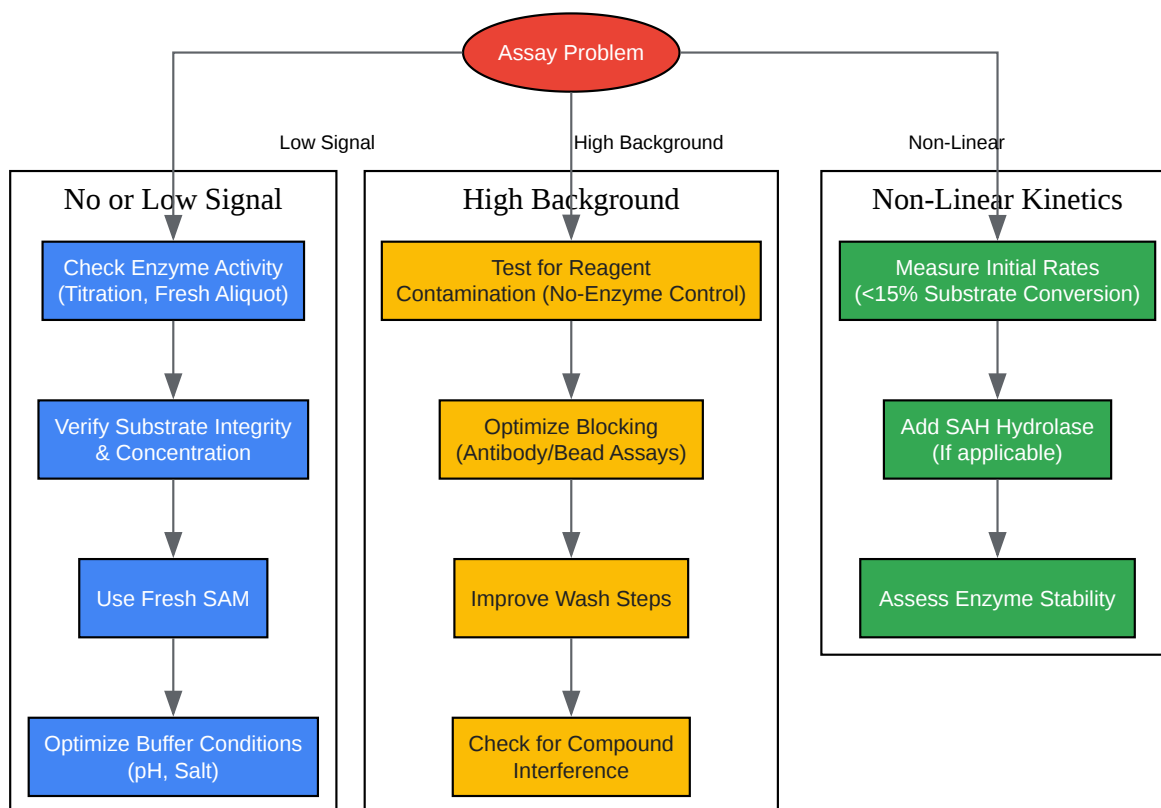 Assay Problem
Low Signal
High Background
Non-Linear
No or Low Signal
Check Enzyme Activity
(Titration, Fresh Aliquot)
Verify Substrate Integrity
& Concentration
Use Fresh SAM
Optimize Buffer Conditions
(pH, Salt)
High Background
Test for Reagent
Contamination (No-Enzyme Control)
Optimize Blocking
(Antibody/Bead Assays)
Improve Wash Steps
Check for Compound
Interference
Non-Linear Kinetics
Measure Initial Rates
(<15% Substrate Conversion)
Add SAH Hydrolase
(If applicable)
Assess Enzyme Stability